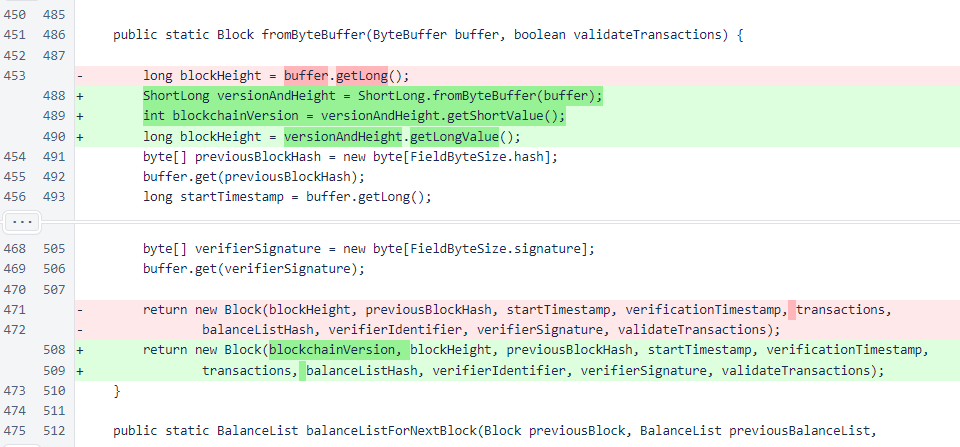 450 485
451 486 public static Block fromByteBuffer(ByteBuffer buffer, boolean validateTransactions) {
452 487
453 - long blockHeight = buffer.getLong();
488 + ShortLong versionAndHeight = ShortLong.fromByteBuffer(buffer);
489 + int blockchainVersion = versionAndHeight.getShortValue();
490 + long blockHeight = versionAndHeight.getLongValue();
454 491 byte[] previousBlockHash = new byte[FieldByteSize.hash];
455 492 buffer.get(previousBlockHash);
456 493 long startTimestamp = buffer.getLong();
...
468 505 byte[] verifierSignature = new byte[FieldByteSize.signature];
469 506 buffer.get(verifierSignature);
470 507
471 - return new Block(blockHeight, previousBlockHash, startTimestamp, verificationTimestamp, transactions,
472 - balanceListHash, verifierIdentifier, verifierSignature, validateTransactions);
508 + return new Block(blockchainVersion, blockHeight, previousBlockHash, startTimestamp, verificationTimestamp,
509 + transactions, balanceListHash, verifierIdentifier, verifierSignature, validateTransactions);
473 510 }
474 511
475 512 public static BalanceList balanceListForNextBlock(Block previousBlock, BalanceList previousBalanceList,